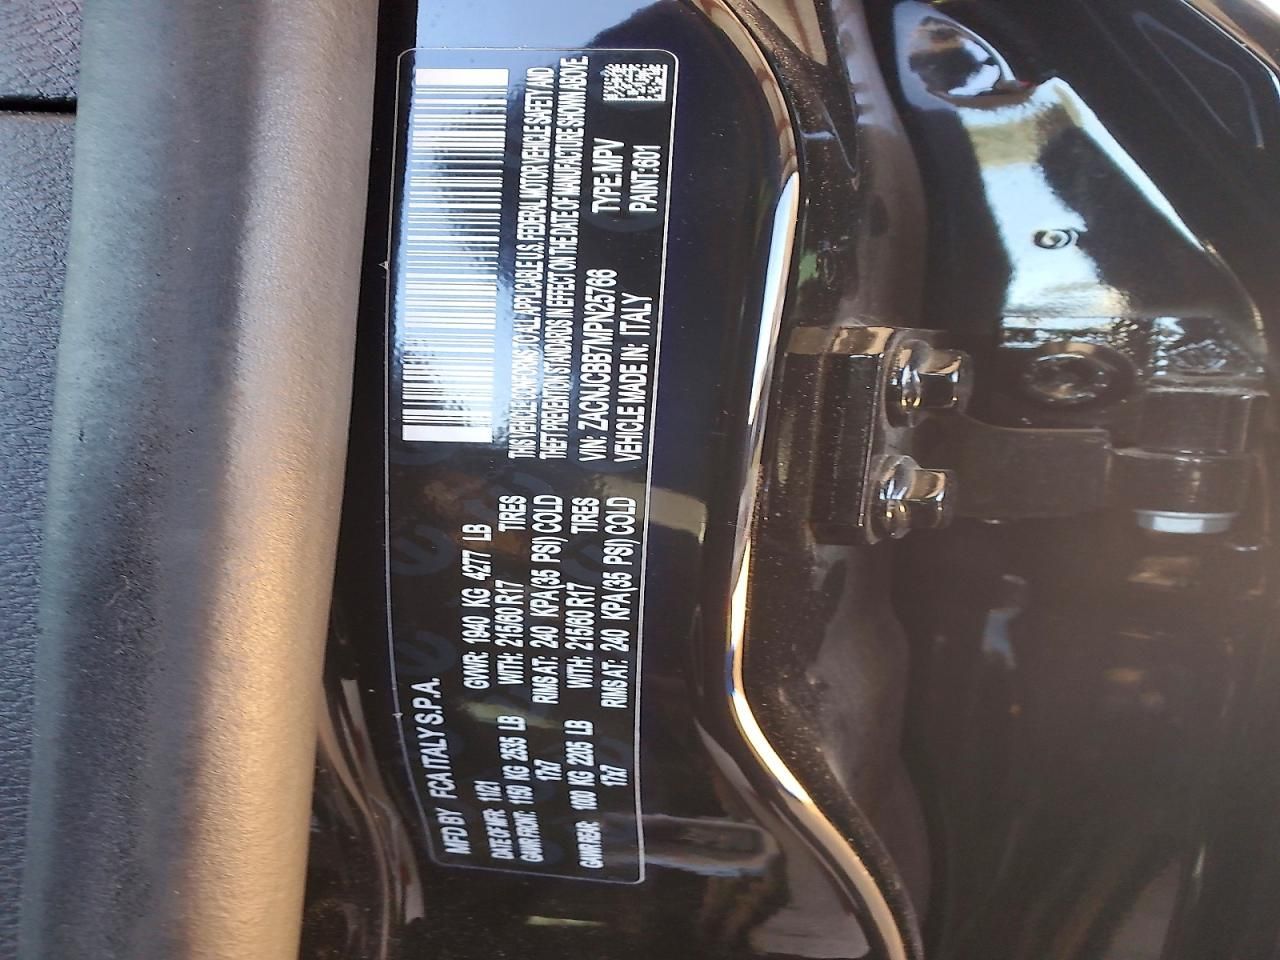 MFD BY FCA ITALY S.P.A.
DATE OF MFR: 11/21 GVWR: 1940 KG 4277 LB
GAWR FRONT: 1150 KG 2535 LB WITH: 215/60 R17 TIRES
17x7 RIMS AT: 240 KPA(35 PSI) COLD
GAWR REAR: 1000 KG 2205 LB WITH: 215/60 R17 TIRES
17x7 RIMS AT: 240 KPA(35 PSI) COLD
THIS VEHICLE CONFORMS TO ALL APPLICABLE U.S. FEDERAL MOTOR VEHICLE SAFETY, AND
THEFT PREVENTION STANDARDS IN EFFECT ON THE DATE OF MANUFACTURE SHOWN ABOVE.
VIN: ZACNJCBB7MPN25766 TYPE: MPV
VEHICLE MADE IN: ITALY PAINT:601